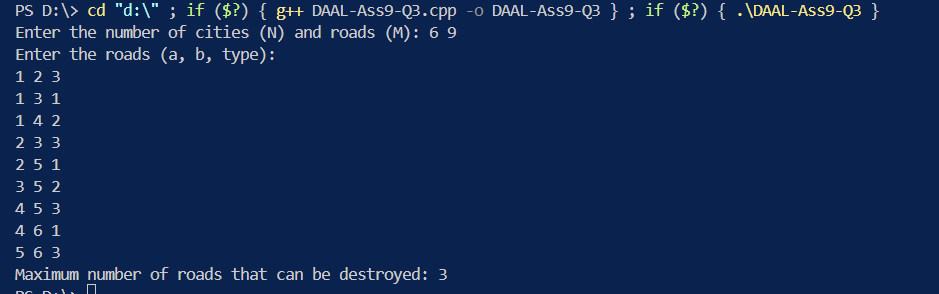 PS D:\> cd "d:\" ; if ($?) { g++ DAAL-Ass9-Q3.cpp -o DAAL-Ass9-Q3 } ; if ($?) { .\DAAL-Ass9-Q3 }
Enter the number of cities (N) and roads (M): 6 9
Enter the roads (a, b, type):
1 2 3
1 3 1
1 4 2
2 3 3
2 5 1
3 5 2
4 5 3
4 6 1
5 6 3
Maximum number of roads that can be destroyed: 3
PS D:\>